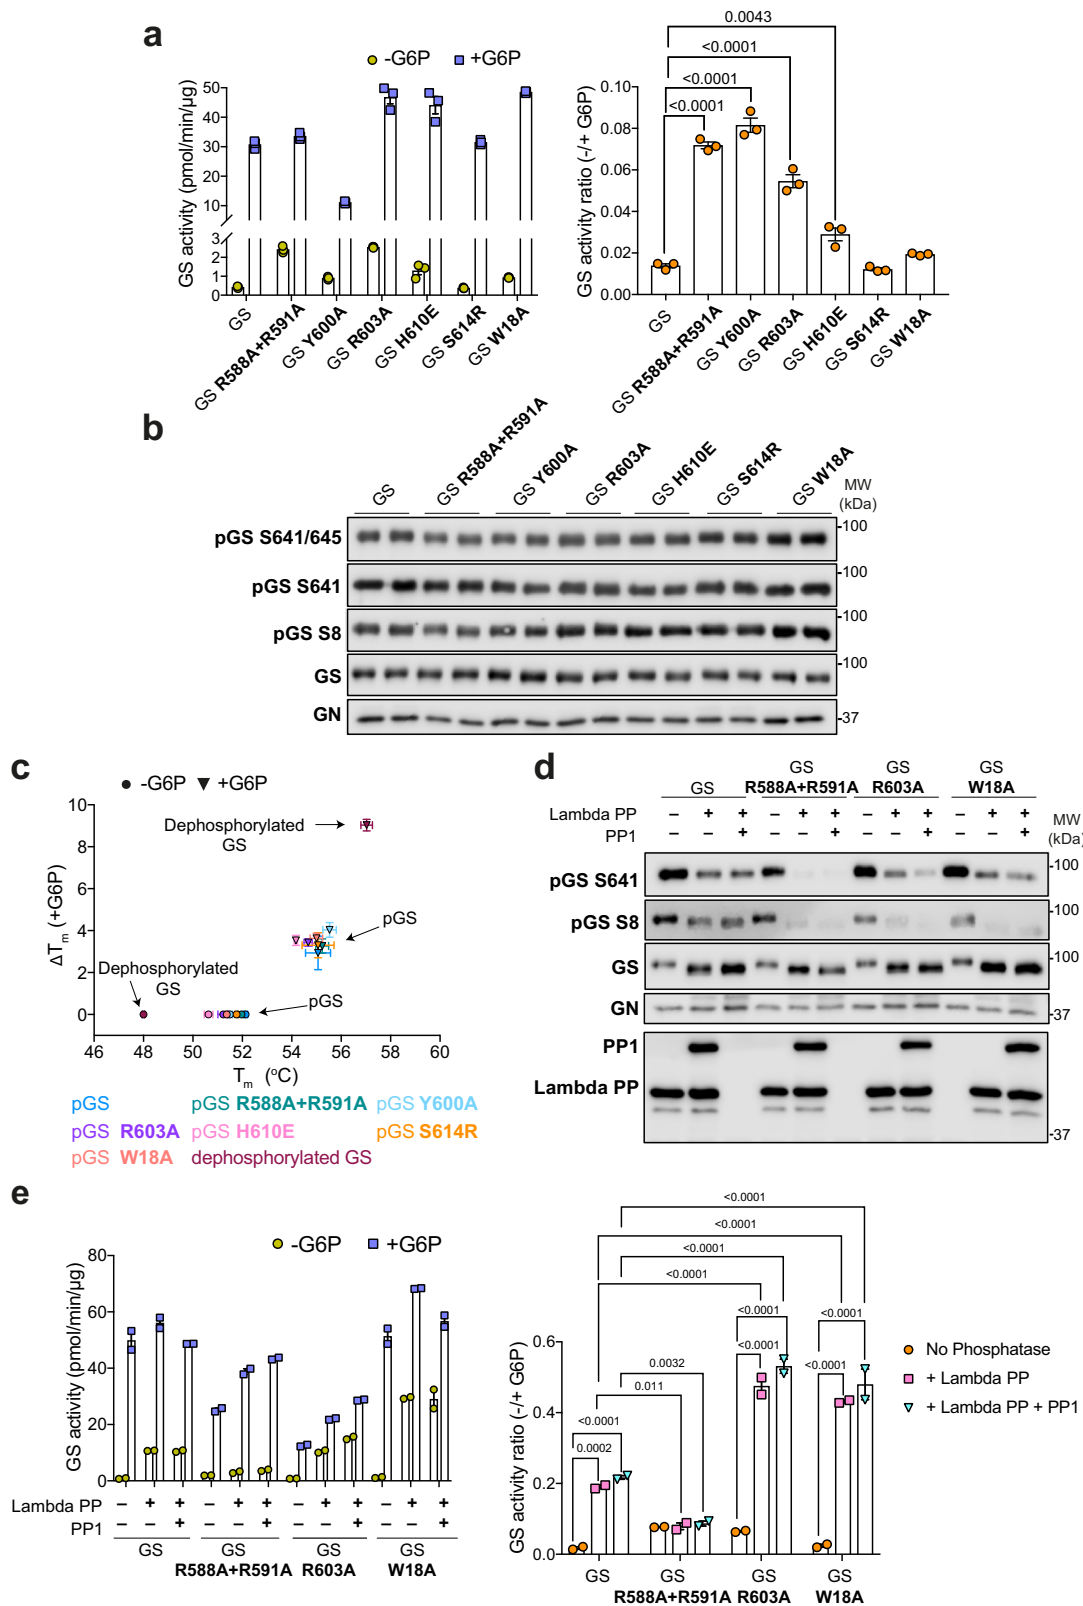 a
-G6P +G6P
GS activity (pmol/min/µg)
50
40
30
20
10
3
2
1
0
GS
GS R588A+R591A
GS Y600A
GS R603A
GS H610E
GS S614R
GS W18A
0.0043
<0.0001
<0.0001
<0.0001
GS activity ratio (-/+ G6P)
0.10
0.08
0.06
0.04
0.02
0.00
GS
GS R588A+R591A
GS Y600A
GS R603A
GS H610E
GS S614R
GS W18A
b
GS
GS R588A+R591A
GS Y600A
GS R603A
GS H610E
GS S614R
GS W18A
MW
(kDa)
pGS S641/645
-100
pGS S641
-100
pGS S8
-100
GS
-100
GN
-37
c
-G6P +G6P
ΔTm (+G6P)
10
8
6
4
2
0
Dephosphorylated
GS
pGS
Dephosphorylated
GS
pGS
46 48 50 52 54 56 58 60
Tm (°C)
pGS pGS R588A+R591A pGS Y600A
pGS R603A pGS H610E pGS S614R
pGS W18A dephosphorylated GS
d
GS
GS R588A+R591A
GS R603A
GS W18A
Lambda PP – + + – + + – + + – + +
PP1 – – + – – + – – + – – +
MW
(kDa)
pGS S641
-100
pGS S8
-100
GS
-100
GN
-37
PP1
Lambda PP
-37
e
-G6P +G6P
GS activity (pmol/min/µg)
80
60
40
20
0
Lambda PP – + + – + + – + + – + +
PP1 – – + – – + – – + – – +
GS GS GS GS
R588A+R591A R603A W18A
<0.0001
<0.0001
<0.0001
<0.0001
<0.0001
<0.0001
<0.0001
<0.0001
0.0032
0.011
<0.0001
0.0002
GS activity ratio (-/+ G6P)
0.6
0.4
0.2
0.0
GS GS GS GS
R588A+R591A R603A W18A
No Phosphatase
+ Lambda PP
+ Lambda PP + PP1